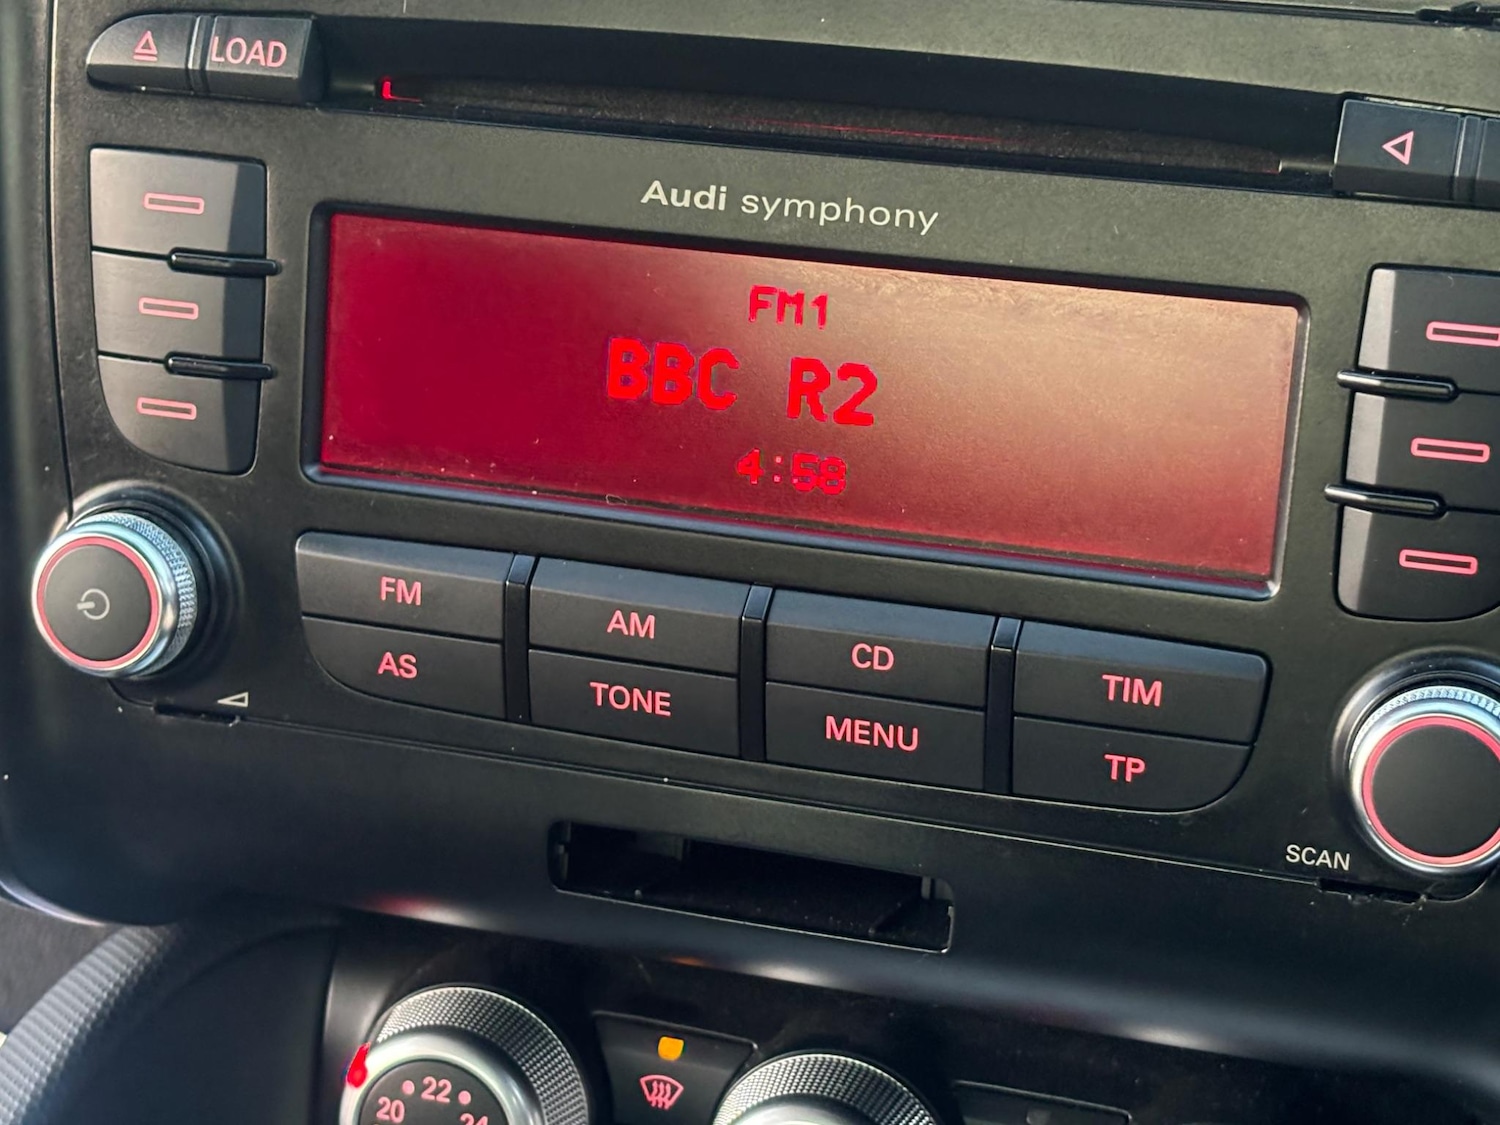 LOAD
Audi symphony
FM1
BBC R2
4:58
FM
AM
CD
TIM
AS
TONE
MENU
TP
SCAN
20
22
24